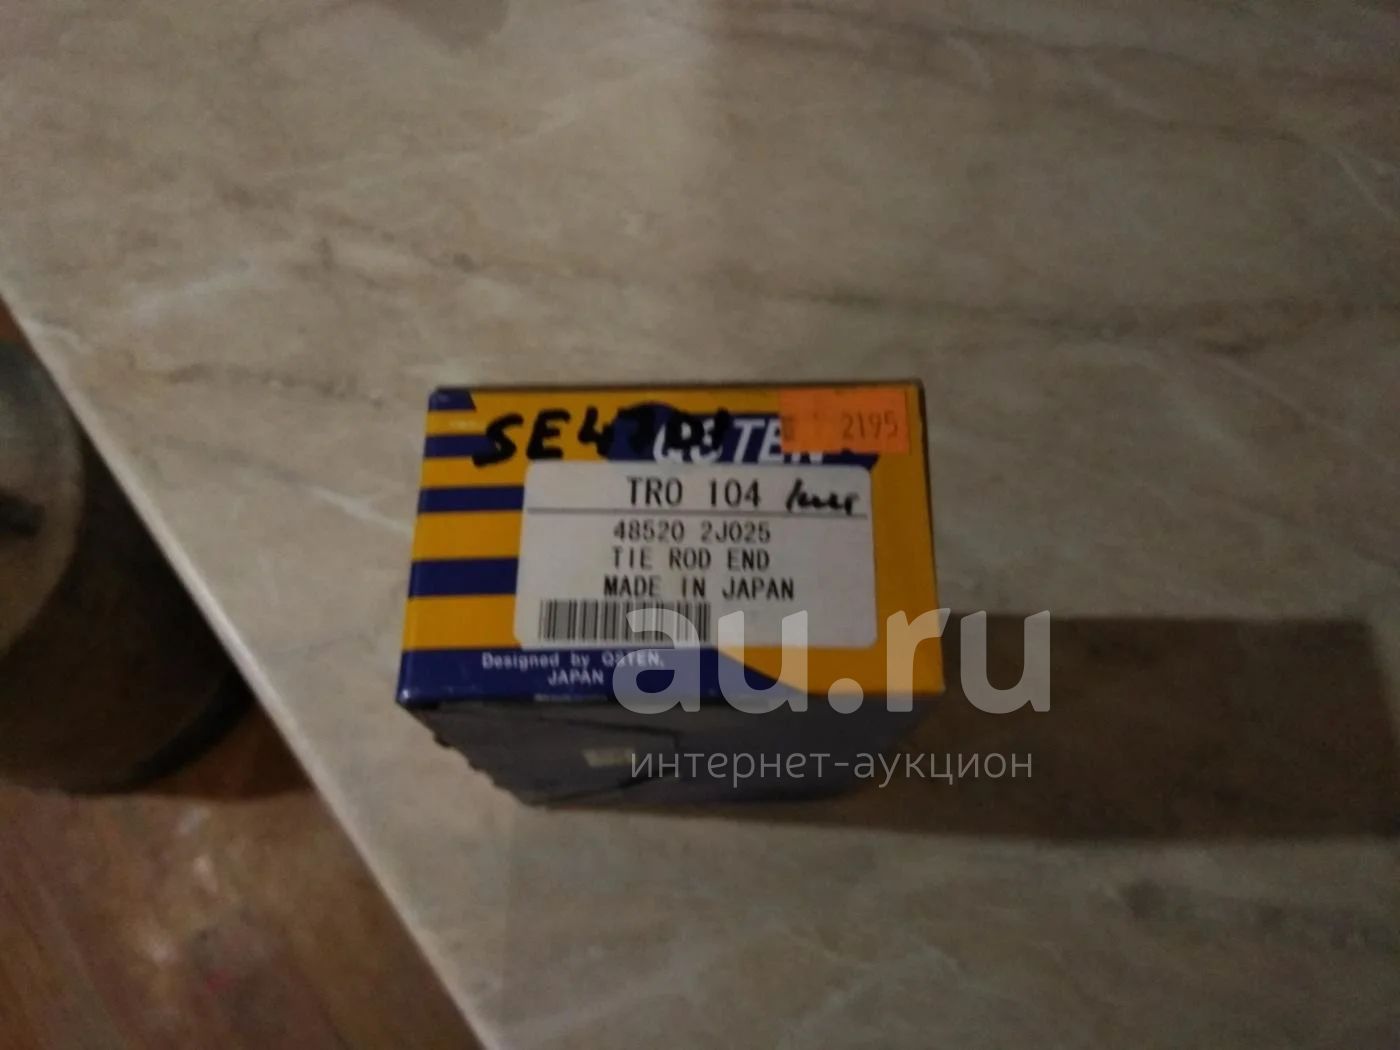 QSTEN
2195
TRO 104
48520 2J025
TIE ROD END
MADE IN JAPAN
Designed by QSTEN,
JAPAN
au.ru
интернет-аукцион